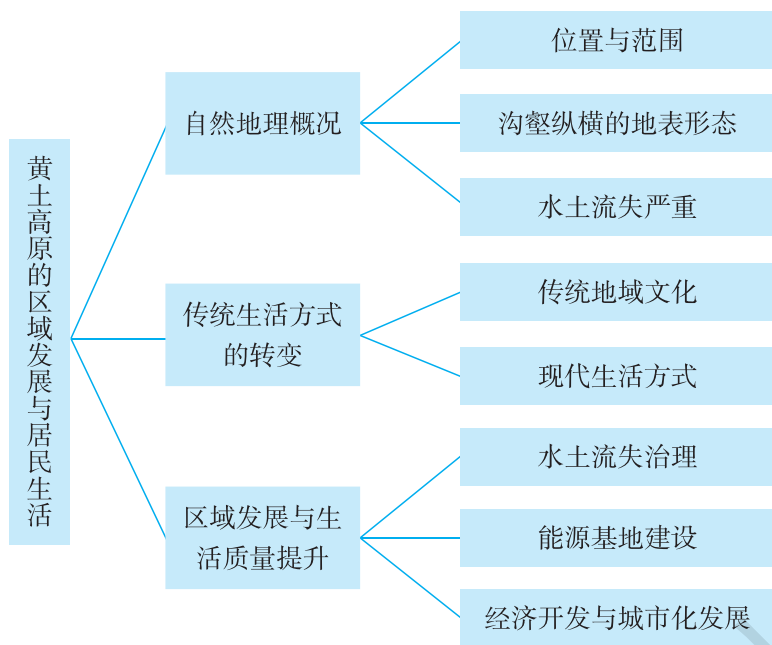 黄土高原的区域发展与居民生活
自然地理概况
位置与范围
沟壑纵横的地表形态
水土流失严重
传统生活方式
的转变
传统地域文化
现代生活方式
区域发展与生
活质量提升
水土流失治理
能源基地建设
经济开发与城市化发展